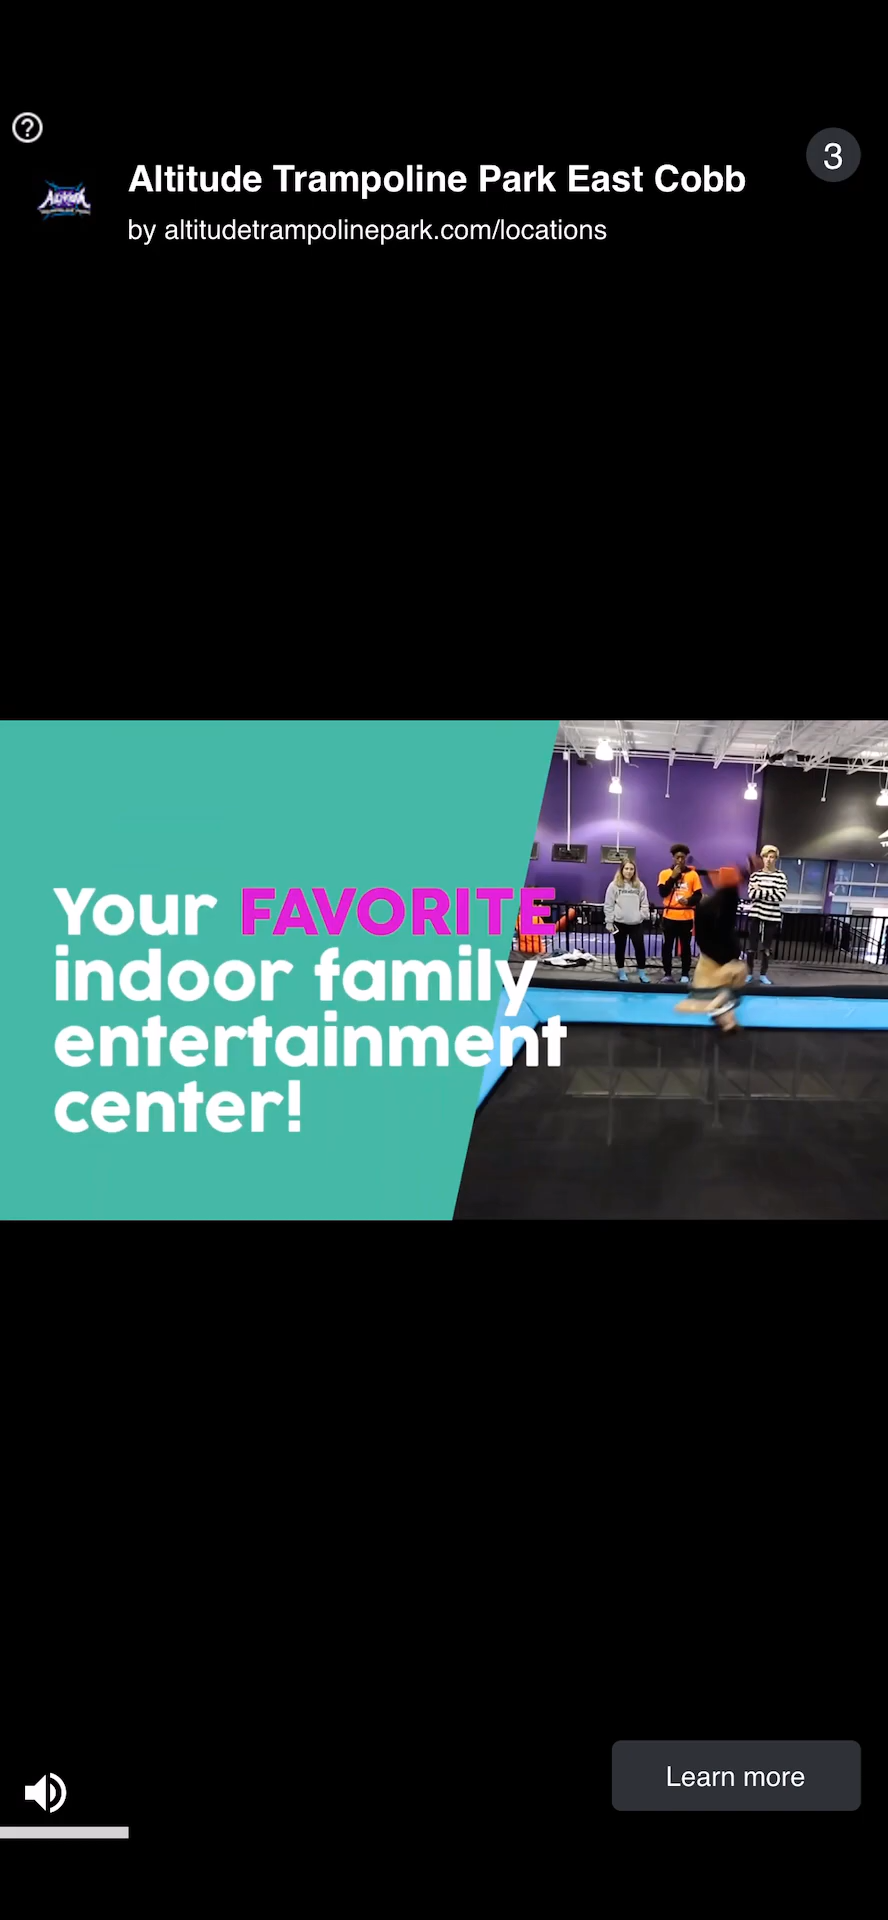 Altitude Trampoline Park East Cobb
3
by altitudetrampolinepark.com/locations
Your FAVORITE
indoor family
entertainment
center!
Learn more